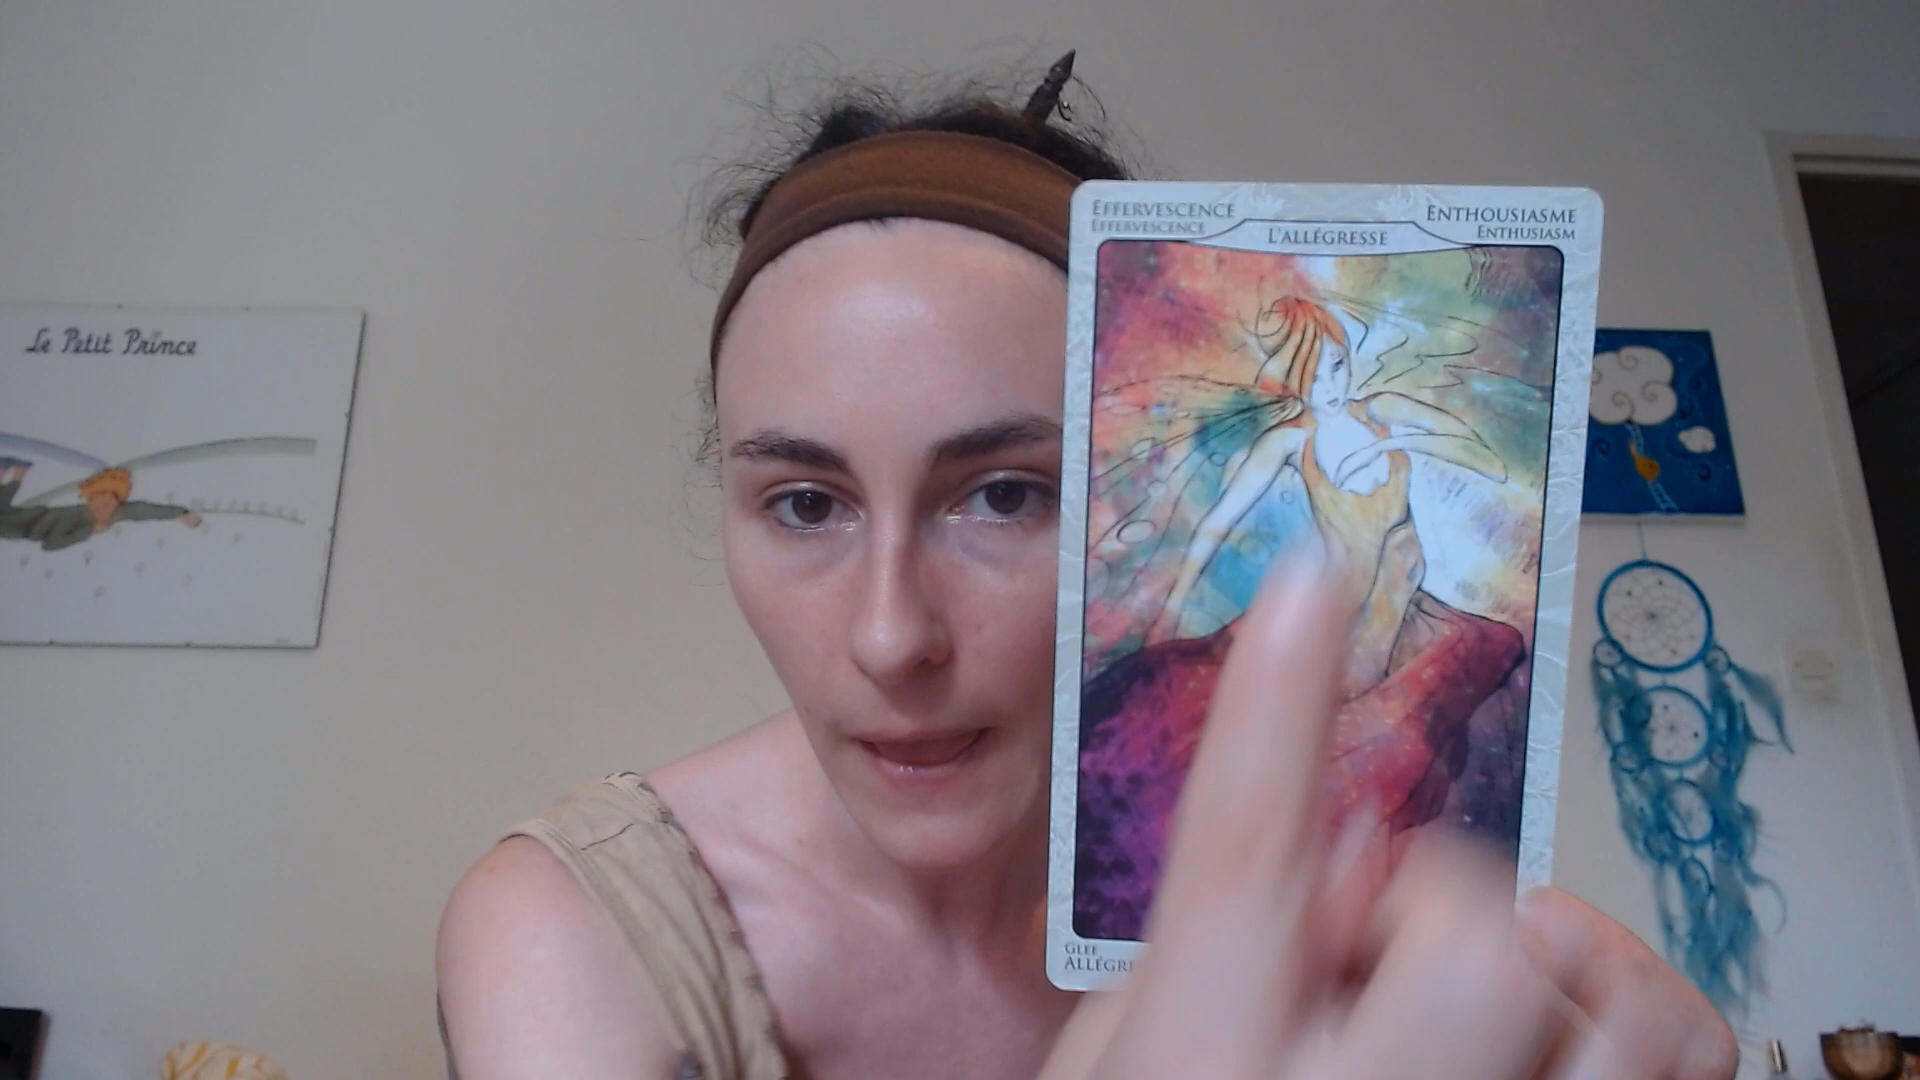 Le Petit Prince
EFFERVESCENCE
EFFERVESCENCE
L'ALLÉGRESSE
ENTHOUSIASME
ENTHUSIASM
GLEE